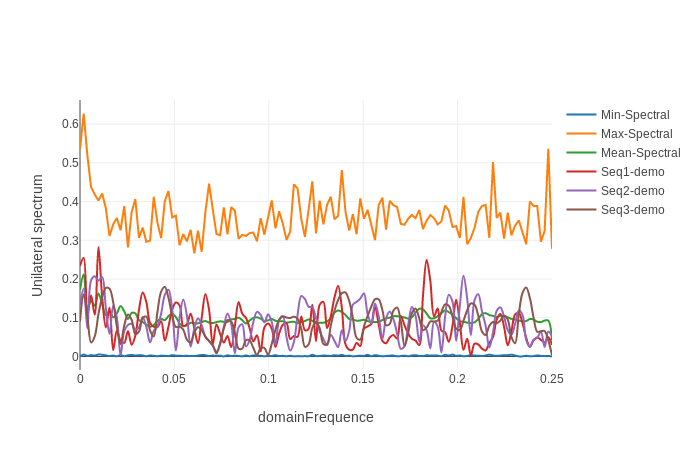 Unilateral spectrum
0.6
0.5
0.4
0.3
0.2
0.1
0
0
0.05
0.1
0.15
0.2
0.25
domainFrequence
Min-Spectral
Max-Spectral
Mean-Spectral
Seq1-demo
Seq2-demo
Seq3-demo